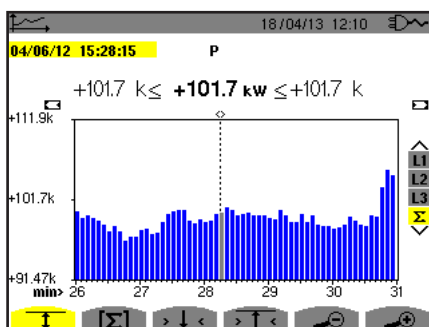 18/04/13 12:10
04/06/12 15:28:15 P
+101.7 k≤ +101.7 kW ≤+101.7 k
+111.9k
+101.7k
+91.47k
L1
L2
L3
Σ
min> 26 27 28 29 30 31
[Σ] >↓< >↑<